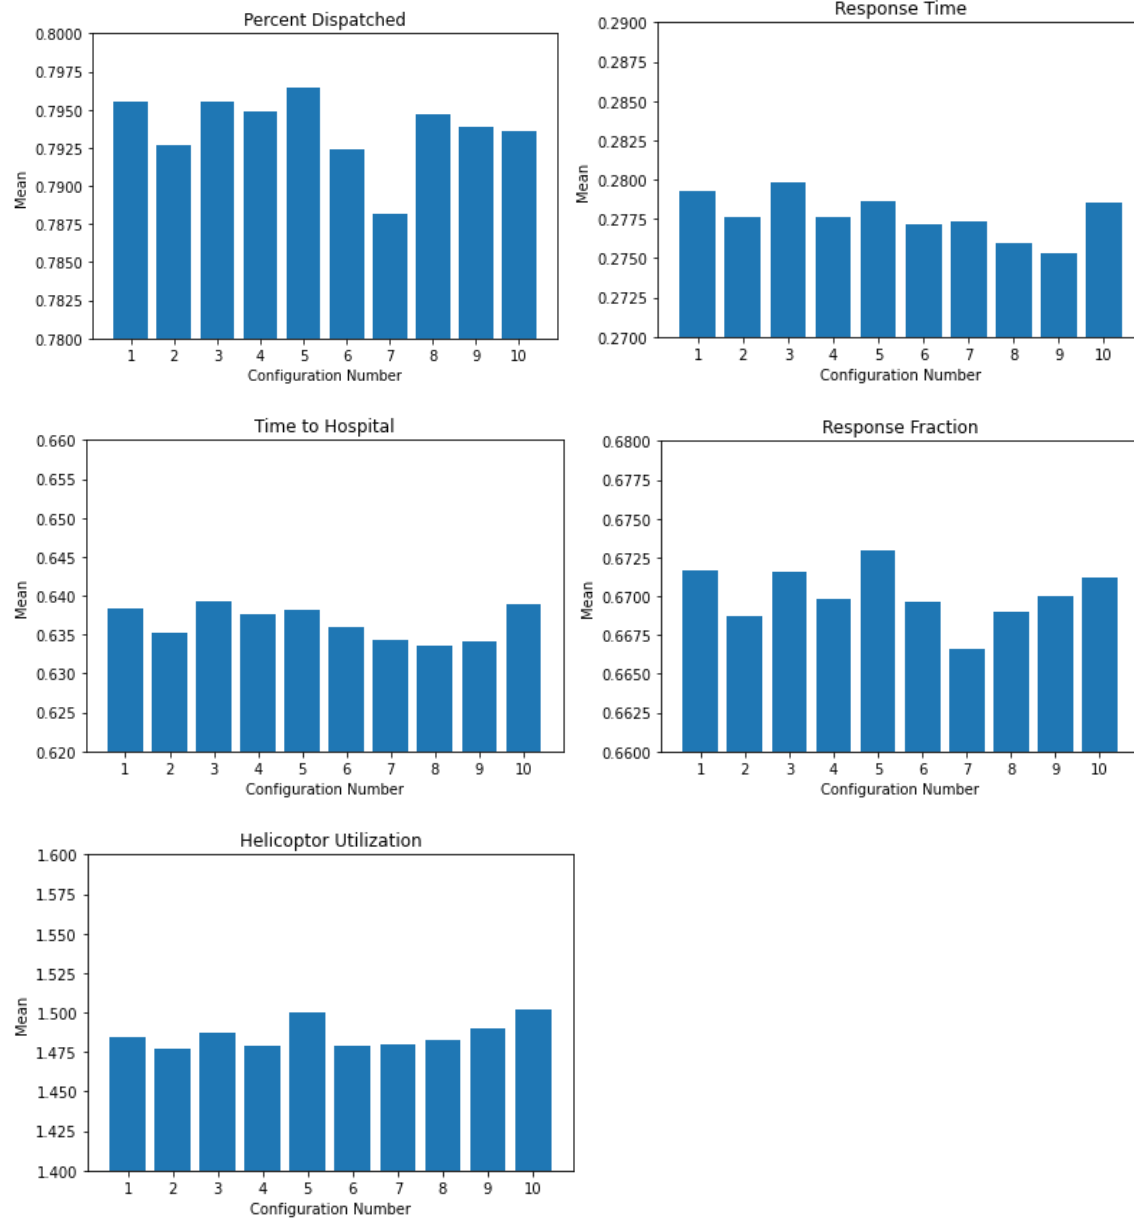 Percent Dispatched
0.8000
0.7975
0.7950
0.7925
0.7900
0.7875
0.7850
0.7825
0.7800
Mean
1 2 3 4 5 6 7 8 9 10
Configuration Number
Response Time
0.2900
0.2875
0.2850
0.2825
0.2800
0.2775
0.2750
0.2725
0.2700
Mean
1 2 3 4 5 6 7 8 9 10
Configuration Number
Time to Hospital
0.660
0.655
0.650
0.645
0.640
0.635
0.630
0.625
0.620
Mean
1 2 3 4 5 6 7 8 9 10
Configuration Number
Response Fraction
0.6800
0.6775
0.6750
0.6725
0.6700
0.6675
0.6650
0.6625
0.6600
Mean
1 2 3 4 5 6 7 8 9 10
Configuration Number
Helicoptor Utilization
1.600
1.575
1.550
1.525
1.500
1.475
1.450
1.425
1.400
Mean
1 2 3 4 5 6 7 8 9 10
Configuration Number